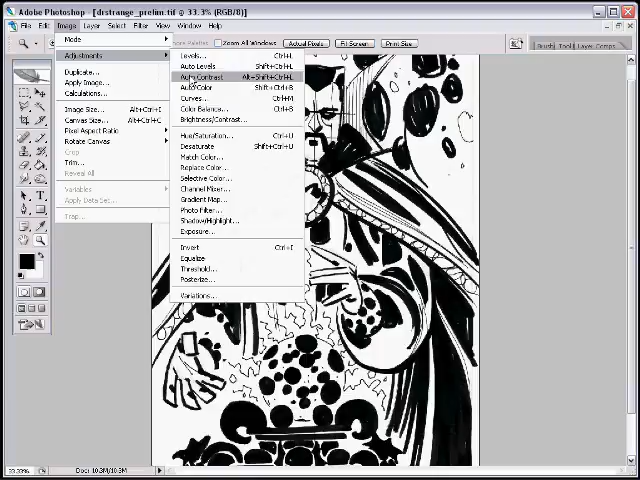 Adobe Photoshop - [drstrange_prelim.tif @ 33.3% (RGB/8)]
File Edit Image Layer Select Filter View Window Help
Zoom All Windows Actual Pixels Fit Screen Print Size
Brush Tool Layer Comps
Mode
Adjustments
Duplicate...
Apply Image...
Calculations...
Image Size... Alt+Ctrl+I
Canvas Size... Alt+Ctrl+C
Pixel Aspect Ratio
Rotate Canvas
Crop
Trim...
Reveal All
Variables
Apply Data Set...
Trap...
Levels... Ctrl+L
Auto Levels Shift+Ctrl+L
Auto Contrast Alt+Shift+Ctrl+L
Auto Color Shift+Ctrl+B
Curves... Ctrl+M
Color Balance... Ctrl+B
Brightness/Contrast...
Hue/Saturation... Ctrl+U
Desaturate Shift+Ctrl+U
Match Color...
Replace Color...
Selective Color...
Channel Mixer...
Gradient Map...
Photo Filter...
Shadow/Highlight...
Exposure...
Invert Ctrl+I
Equalize
Threshold...
Posterize...
Variations...
33.33% Doc: 10.3M/10.3M